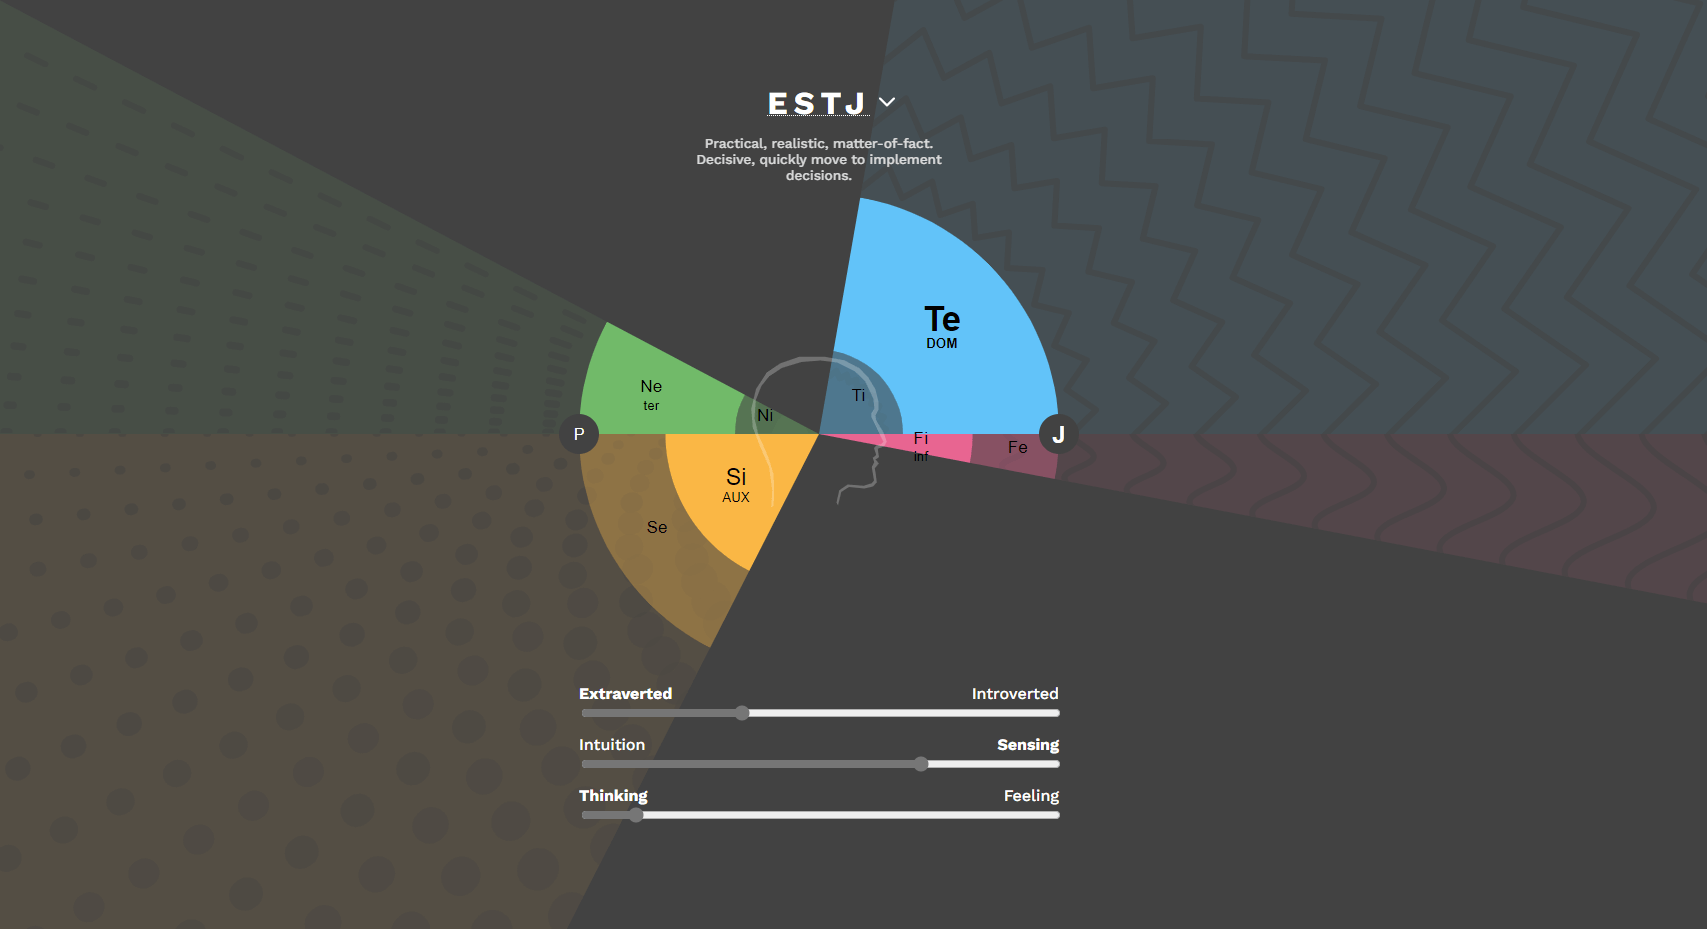 ESTJ
Practical, realistic, matter-of-fact.
Decisive, quickly move to implement
decisions.
Te
DOM
Ne
ter
Ni
Ti
P
J
Fi
inf
Fe
Si
AUX
Se
Extraverted Introverted
Intuition Sensing
Thinking Feeling